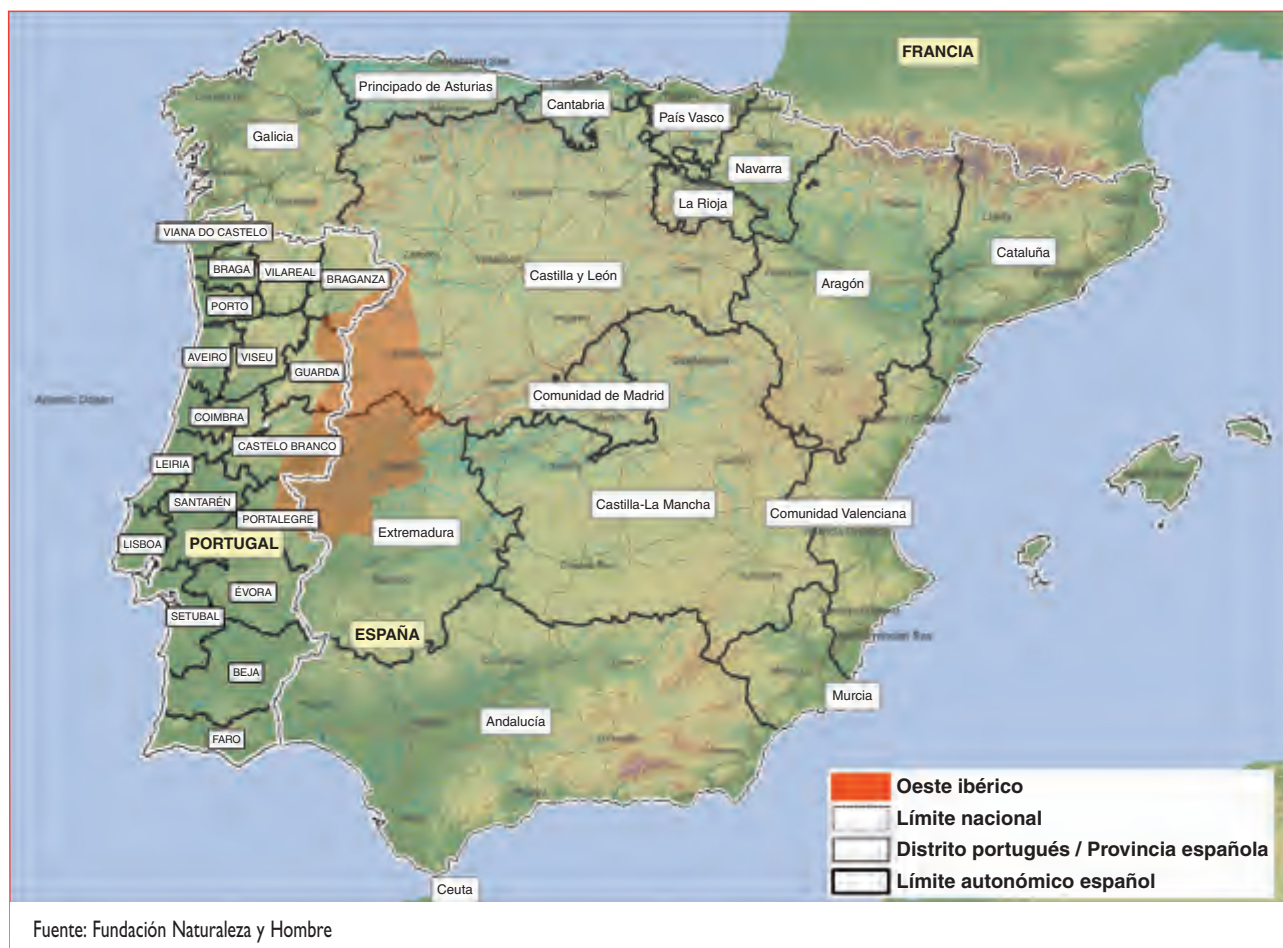 FRANCIA
Principado de Asturias
Cantabria
País Vasco
Galicia
Navarra
La Rioja
VIANA DO CASTELO
Cataluña
BRAGA
VILAREAL
BRAGANZA
Castilla y León
Aragón
PORTO
AVEIRO
VISEU
GUARDA
Comunidad de Madrid
COIMBRA
CASTELO BRANCO
LEIRIA
SANTARÉN
Castilla-La Mancha
Comunidad Valenciana
PORTALEGRE
Extremadura
LISBOA
PORTUGAL
ÉVORA
SETUBAL
ESPAÑA
BEJA
Murcia
Andalucía
FARO
Ceuta
Oeste ibérico
Límite nacional
Distrito portugués / Provincia española
Límite autonómico español
Fuente: Fundación Naturaleza y Hombre